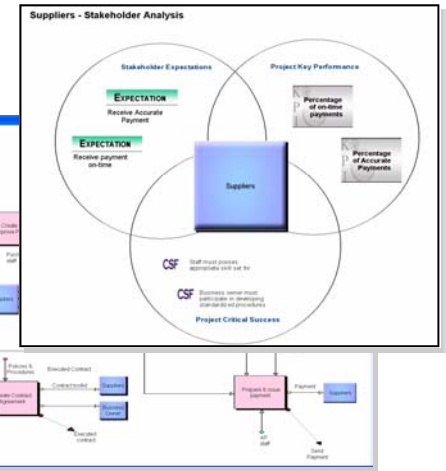 Suppliers - Stakeholder Analysis
Stakeholder Expectations
Project Key Performance
EXPECTATION
Receive Accurate
Payment
EXPECTATION
Receive payment
on-time
Percentage
of on-time
payments
Percentage
of Accurate
Payments
Suppliers
CSF
Staff must posses
appropriate skill set for
CSF
Business owner must
participate in developing
standardized procedures
Project Critical Success
Policies &
Procedures
Executed Contract
Contract
Suppliers
Business
Owner
Contract
Agreement
Executed
contract
Prepare & Issue
payment
Payment
Suppliers
AP
staff
Send
Payment